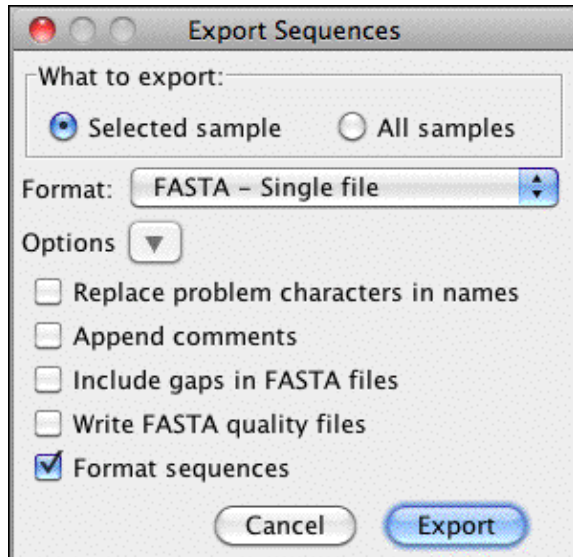 Export Sequences
What to export:
Selected sample All samples
Format: FASTA - Single file
Options
Replace problem characters in names
Append comments
Include gaps in FASTA files
Write FASTA quality files
Format sequences
Cancel Export